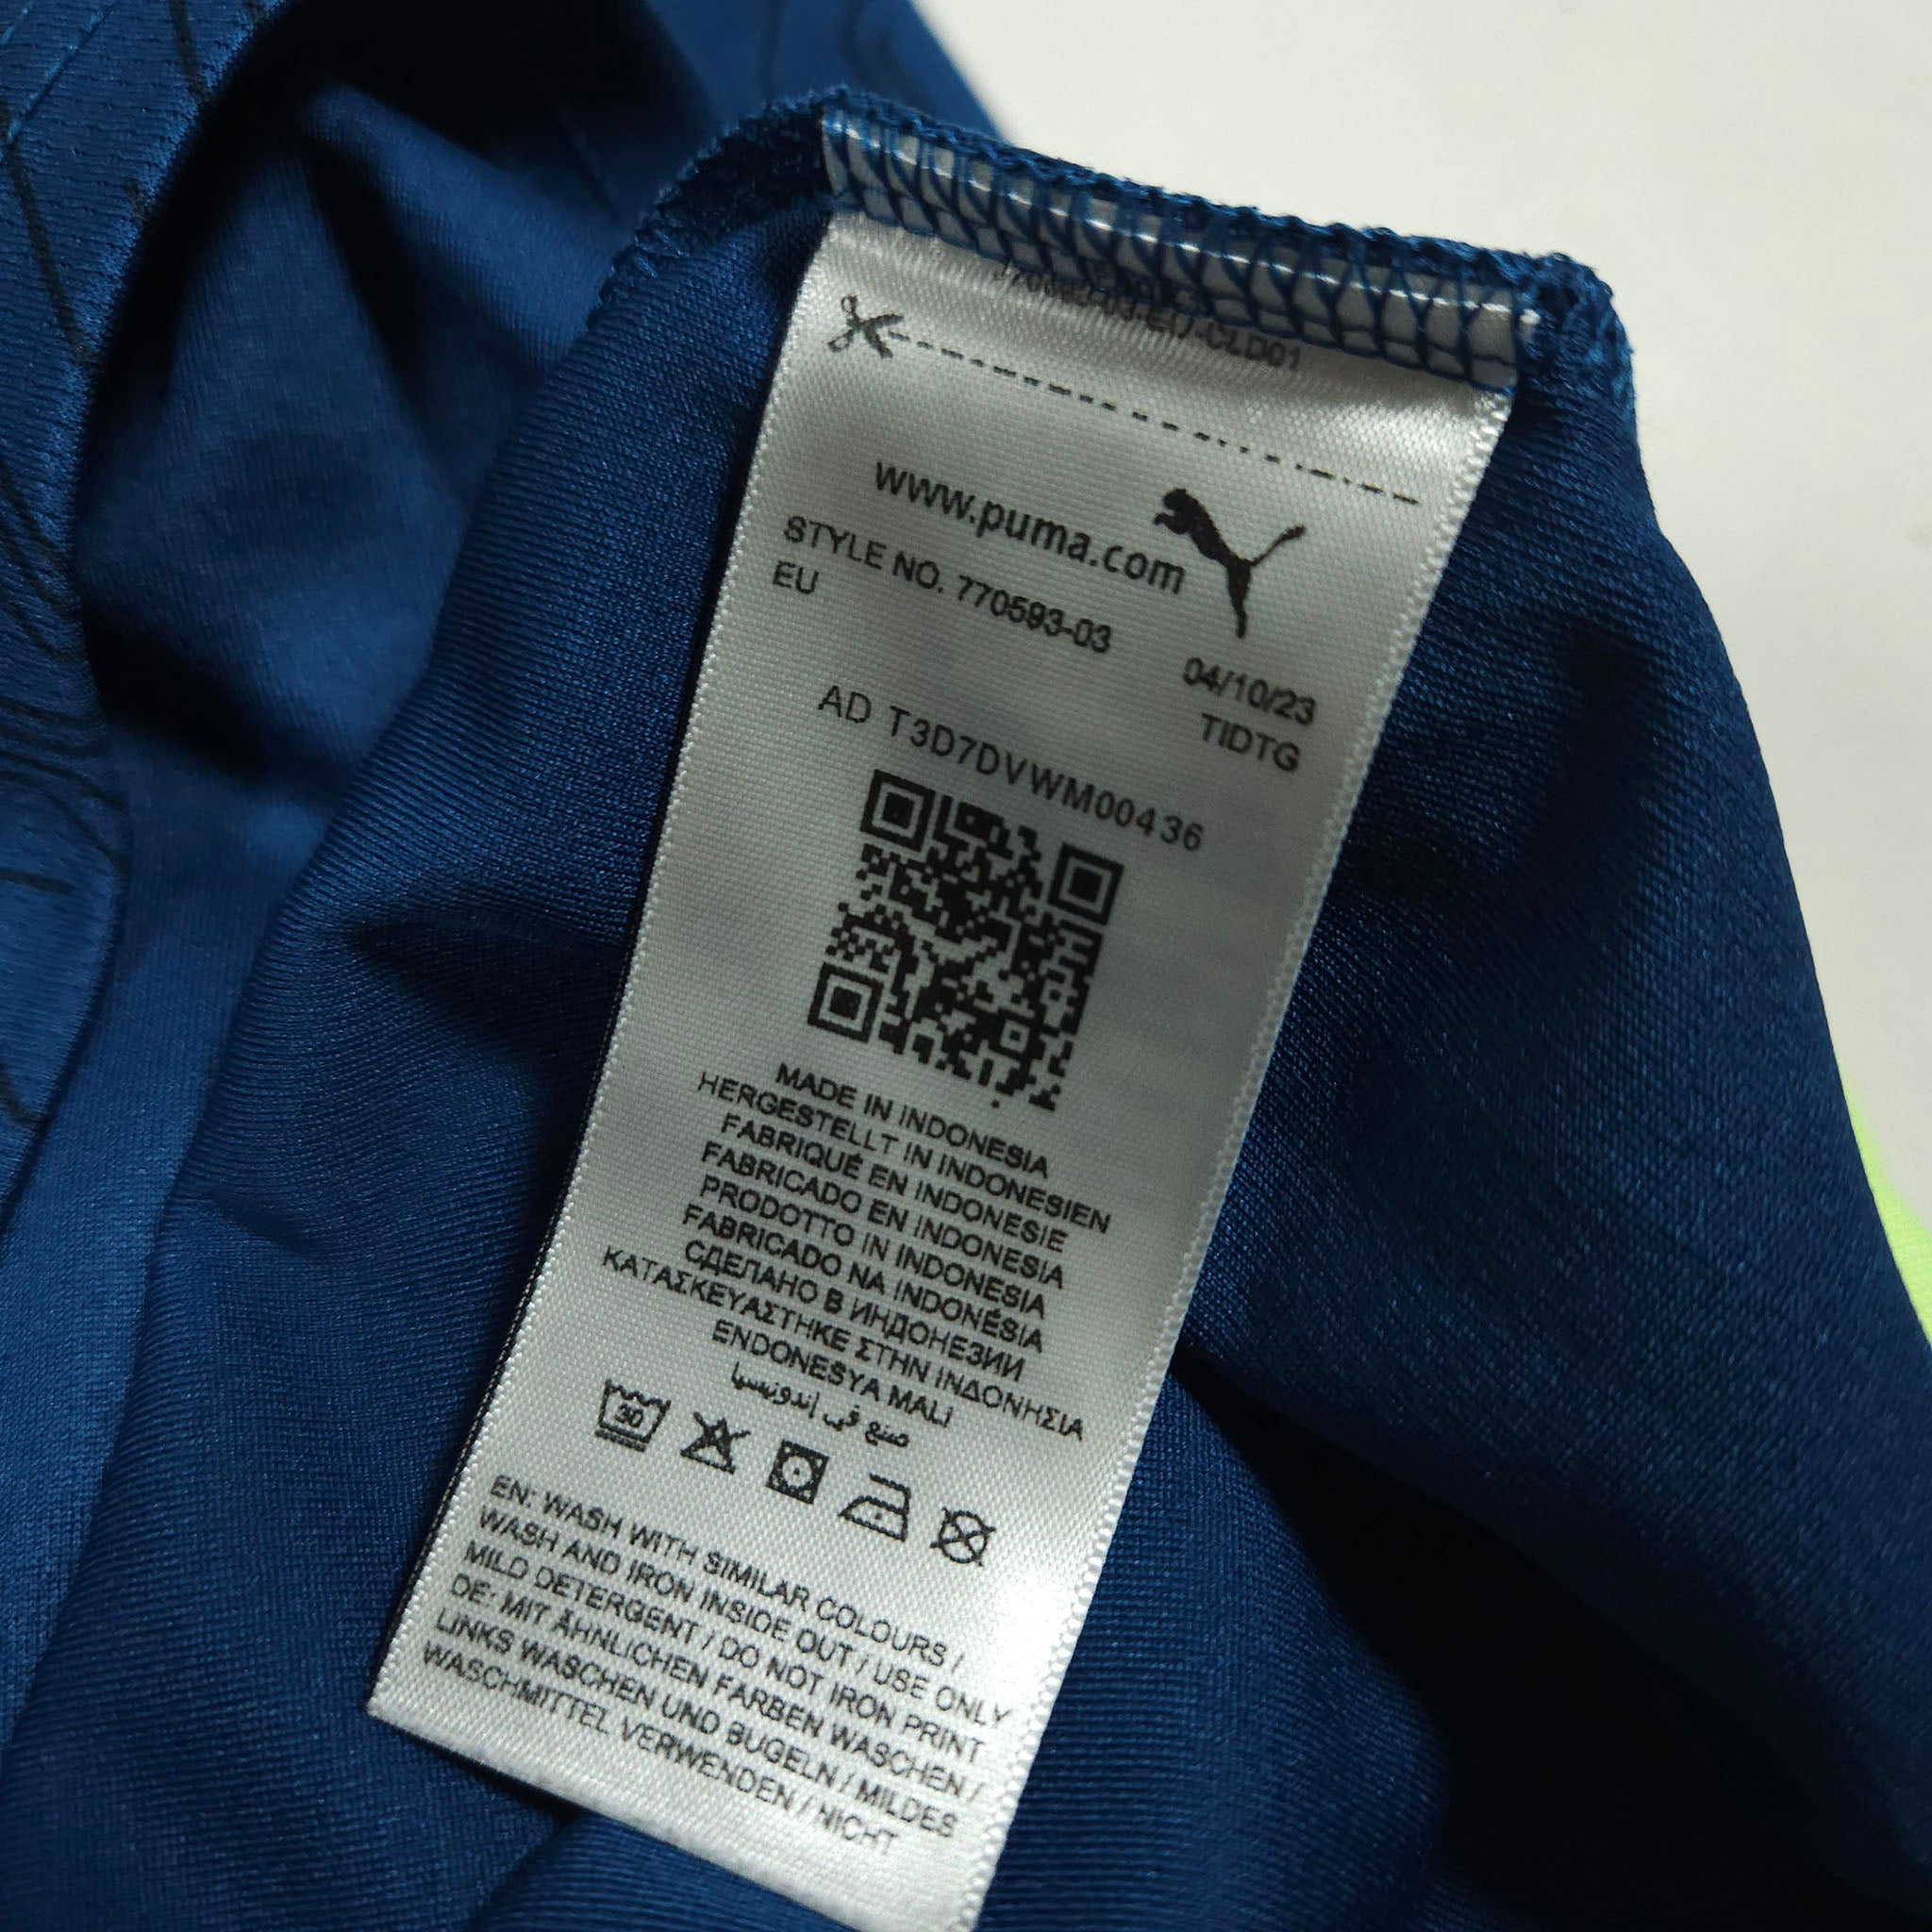 www.puma.com
STYLE NO. 770593-03
EU
04/10/23
TIDTG
AD T3D7DVWM00436
MADE IN INDONESIA
HERGESTELLT IN INDONESIEN
FABRIQUÉ EN INDONESIE
FABRICADO EN INDONESIA
PRODOTTO IN INDONESIA
FABRICADO NA INDONÉSIA
СДЕЛАНО В ИНДОНЕЗИИ
ΚΑΤΑΣΚΕΥΑΣΤΗΚΕ ΣΤΗΝ ΙΝΔΟΝΗΣΙΑ
ENDONESYA MALI
صنع في إندونيسيا
30
EN: WASH WITH SIMILAR COLOURS /
WASH AND IRON INSIDE OUT / USE ONLY
MILD DETERGENT / DO NOT IRON PRINT
DE: MIT ÄHNLICHEN FARBEN WASCHEN /
LINKS WASCHEN UND BUGELN / MILDES
WASCHMITTEL VERWENDEN / NICHT